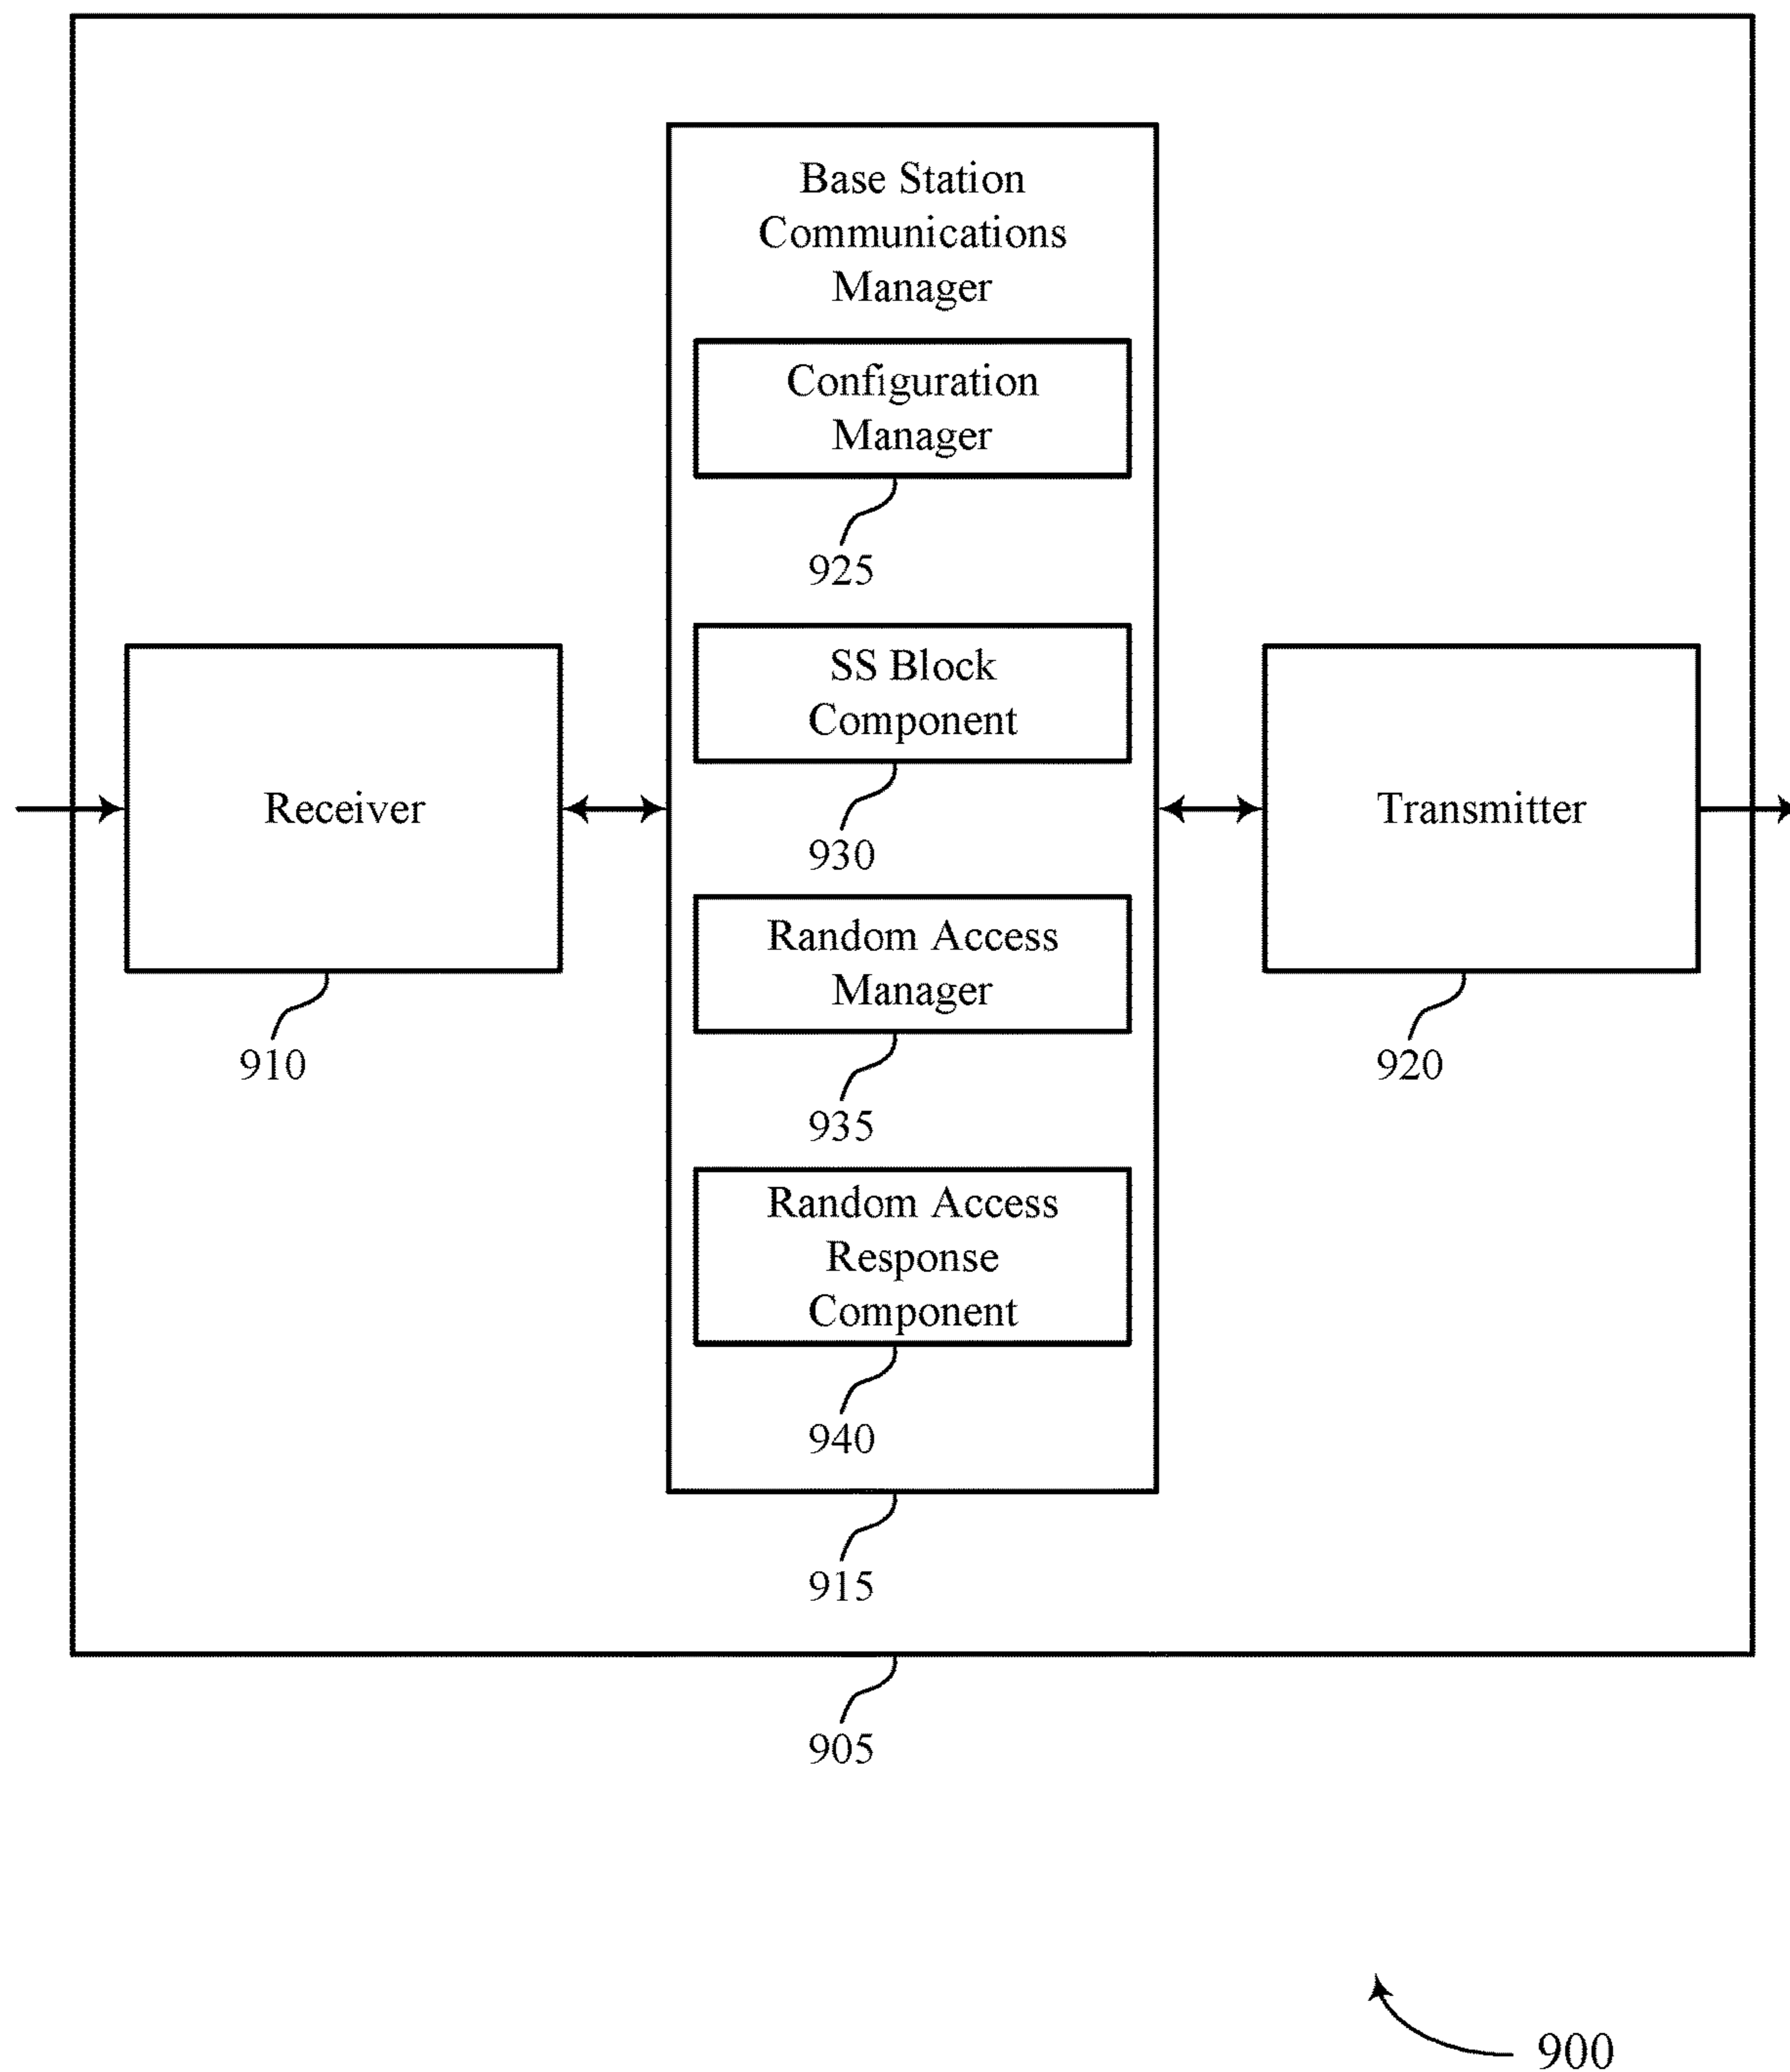 Base Station
Communications
Manager
Configuration
Manager
925
SS Block
Component
930
Receiver
910
Transmitter
920
Random Access
Manager
935
Random Access
Response
Component
940
915
905
900